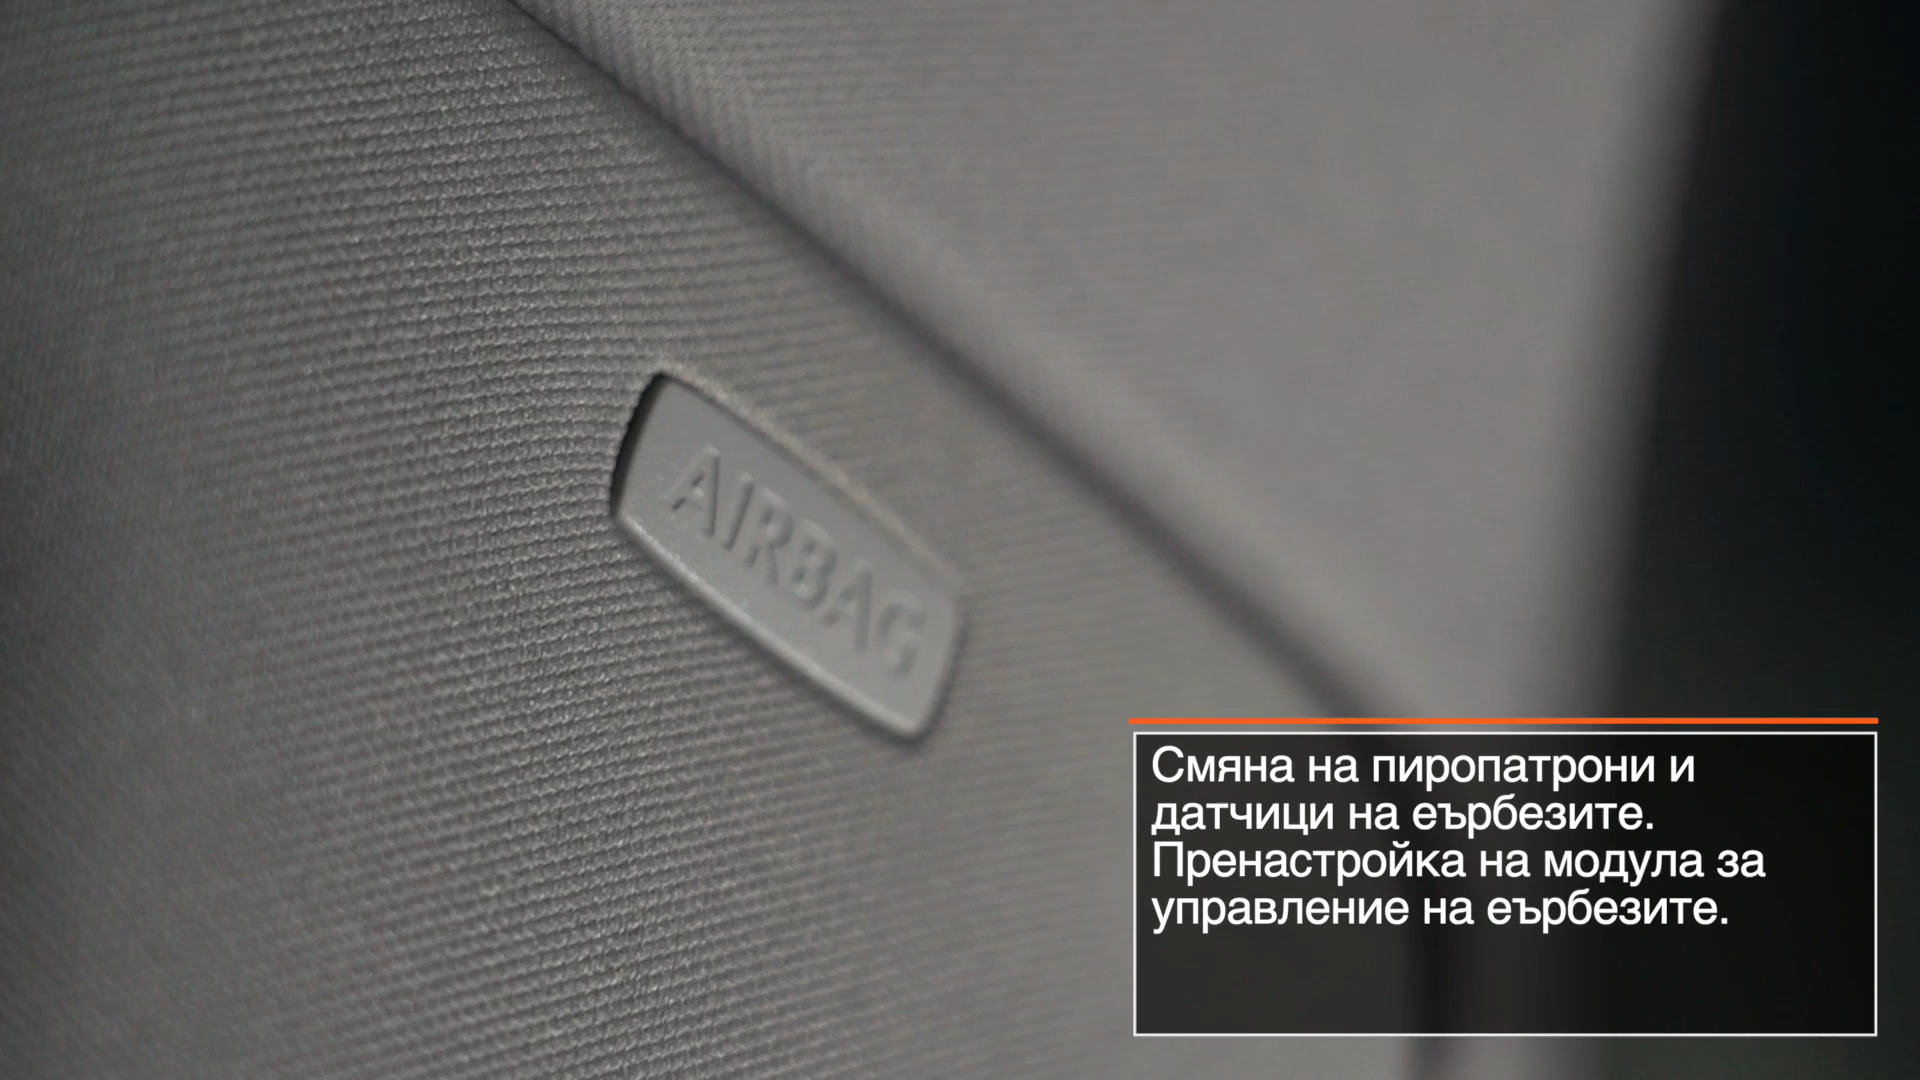 AIRBAG
Смяна на пиропатрони и
датчици на еърбезите.
Пренастройка на модула за
управление на еърбезите.